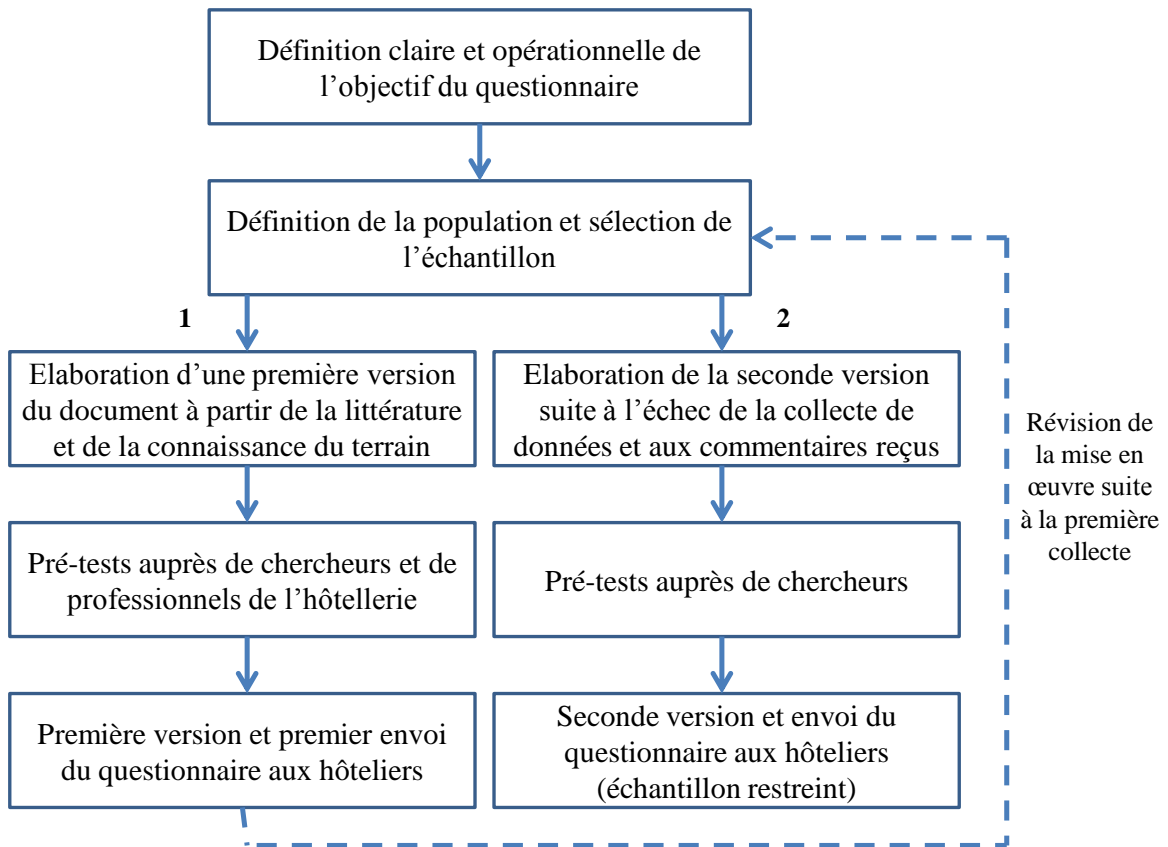 Définition claire et opérationnelle de
l’objectif du questionnaire
Définition de la population et sélection de
l’échantillon
1
2
Elaboration d’une première version
du document à partir de la littérature
et de la connaissance du terrain
Elaboration de la seconde version
suite à l’échec de la collecte de
données et aux commentaires reçus
Révision de
la mise en
œuvre suite
à la première
collecte
Pré-tests auprès de chercheurs et de
professionnels de l’hôtellerie
Pré-tests auprès de chercheurs
Première version et premier envoi
du questionnaire aux hôteliers
Seconde version et envoi du
questionnaire aux hôteliers
(échantillon restreint)